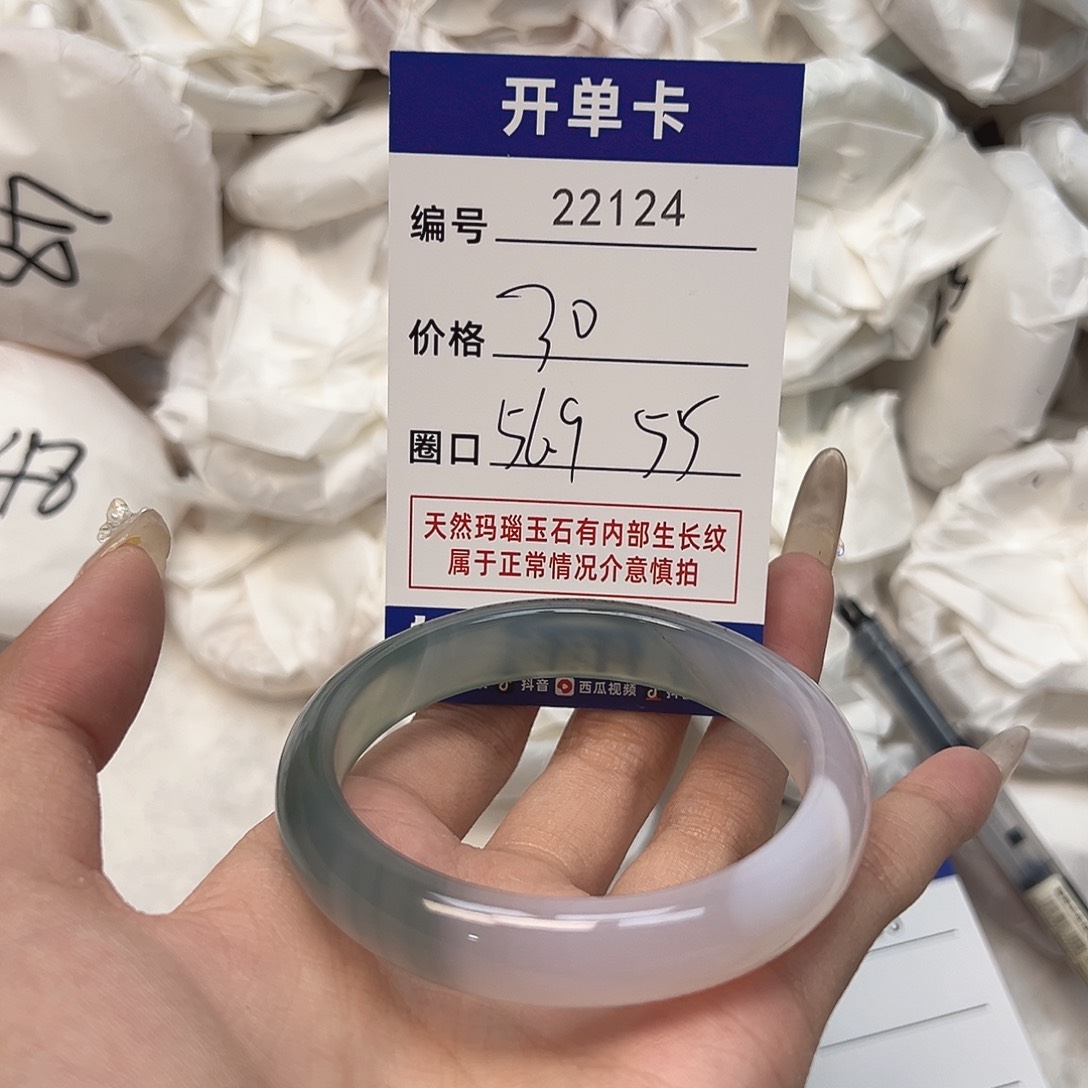 开单卡
编号 22124
价格 30
圈口 56.9 55
天然玛瑙玉石有内部生长纹
属于正常情况介意慎拍
抖音 西瓜视频
48